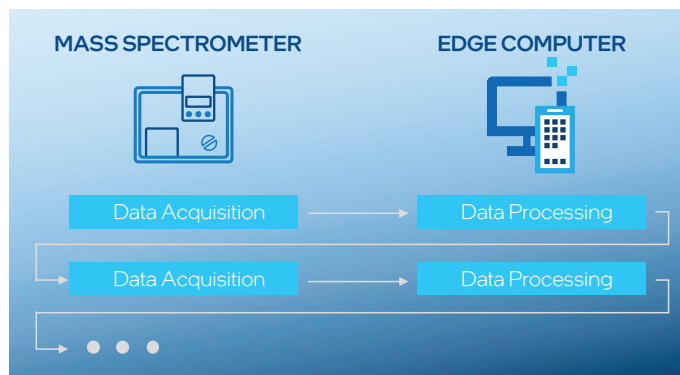 MASS SPECTROMETER
EDGE COMPUTER
Data Acquisition
Data Processing
Data Acquisition
Data Processing